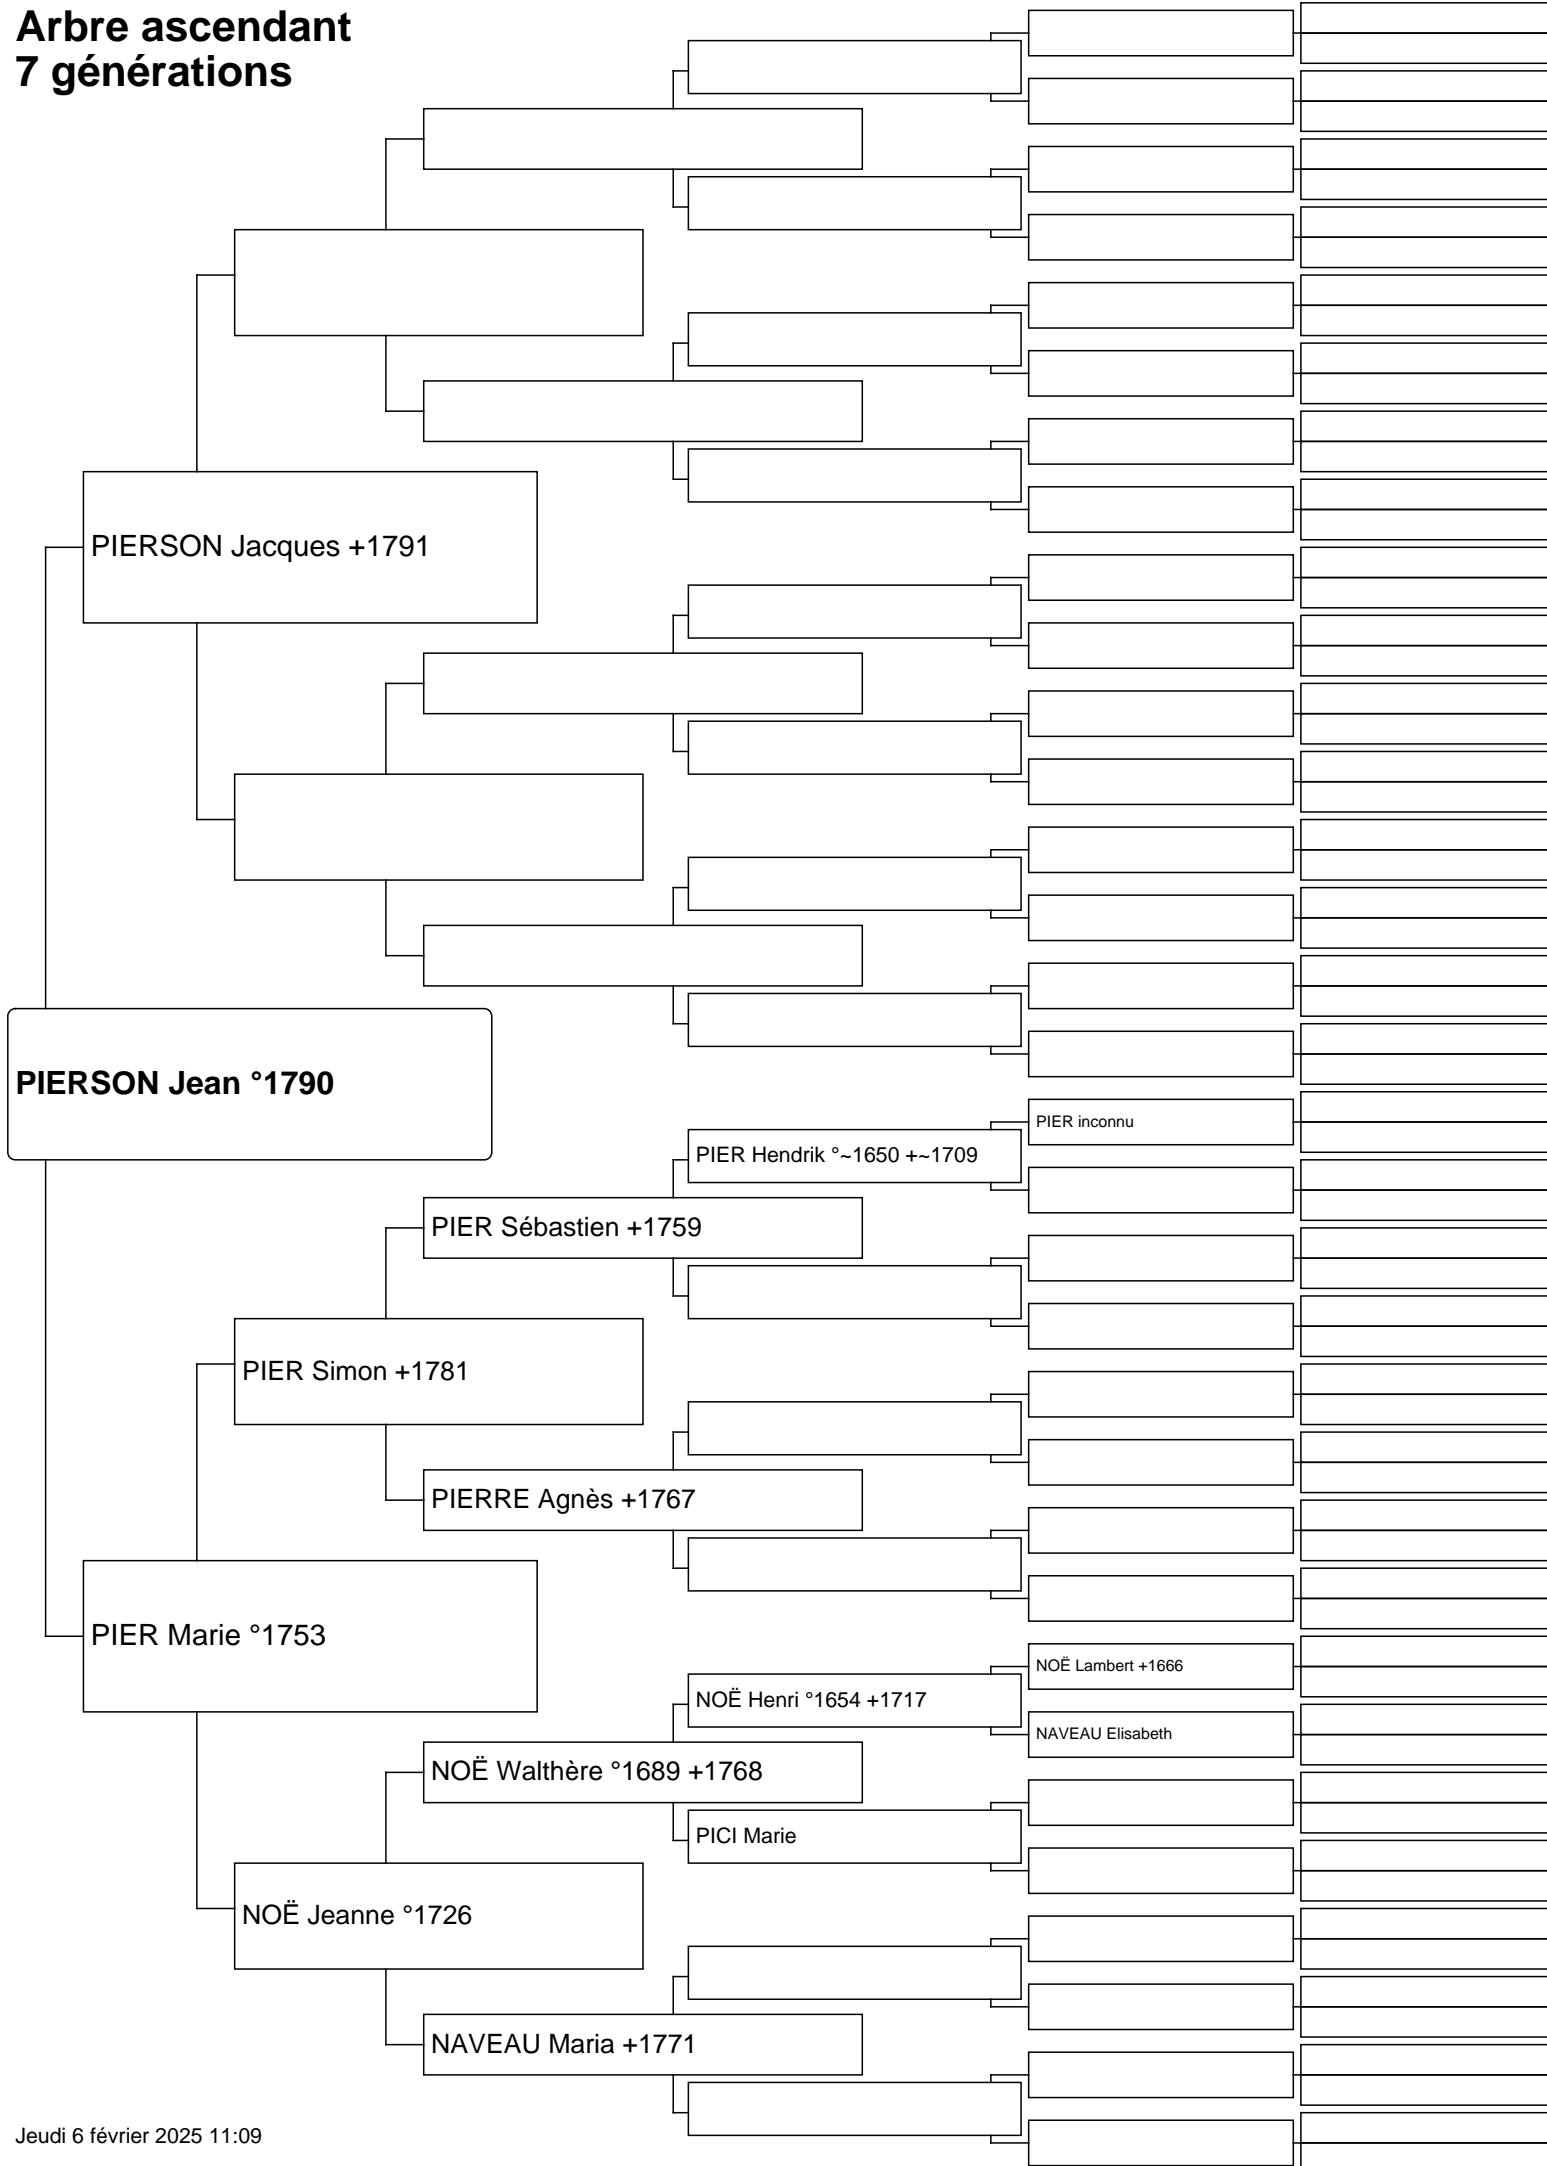 Arbre ascendant
7 générations
PIERSON Jacques +1791
PIERSON Jean °1790
PIER inconnu
PIER Hendrik °~1650 +~1709
PIER Sébastien +1759
PIER Simon +1781
PIERRE Agnès +1767
PIER Marie °1753
NOË Lambert +1666
NOË Henri °1654 +1717
NAVEAU Elisabeth
NOË Walthère °1689 +1768
PICI Marie
NOË Jeanne °1726
NAVEAU Maria +1771
Jeudi 6 février 2025 11:09